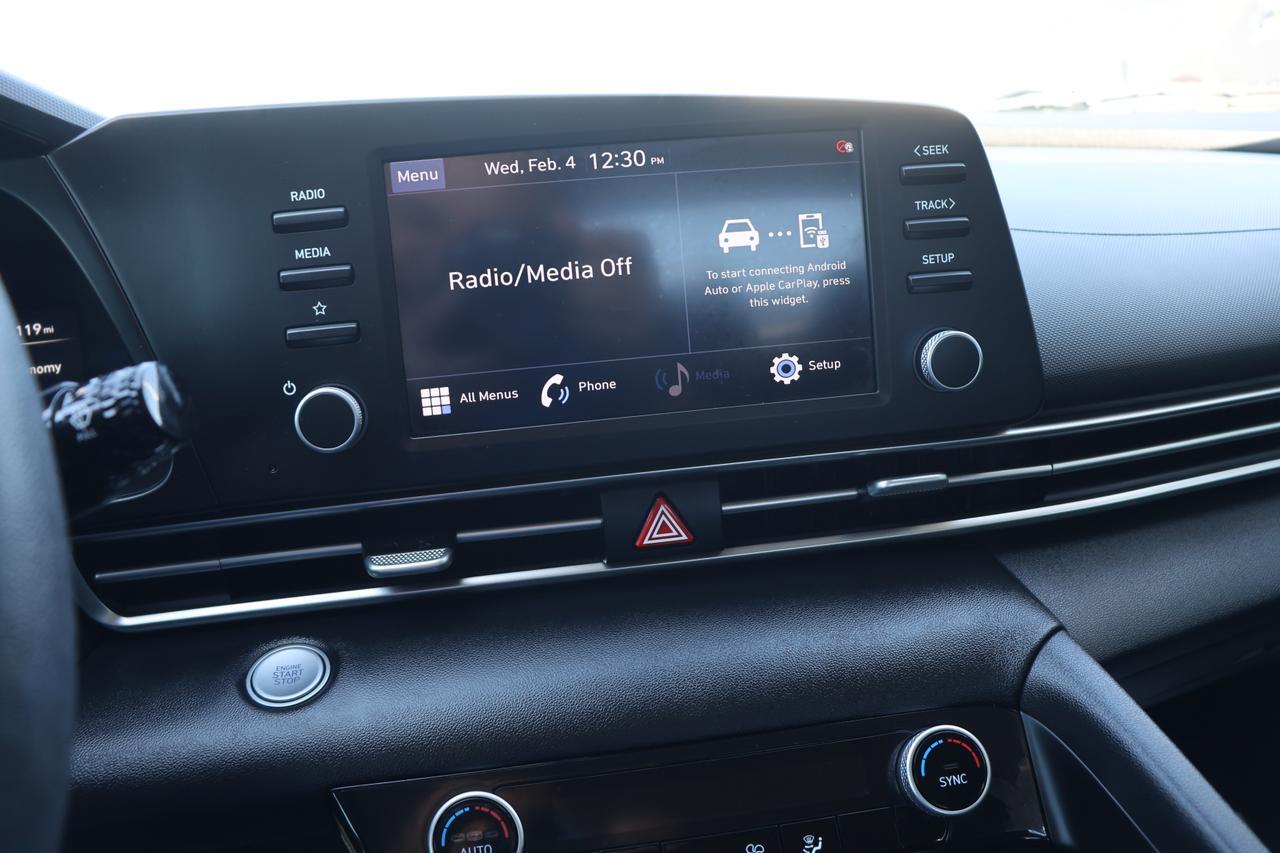 Menu
Wed, Feb. 4 12:30 PM
RADIO
MEDIA
Radio/Media Off
To start connecting Android
Auto or Apple CarPlay, press
this widget.
All Menus
Phone
Media
Setup
<SEEK
TRACK>
SETUP
119 mi
nomy
ENGINE
START
STOP
AUTO
SYNC